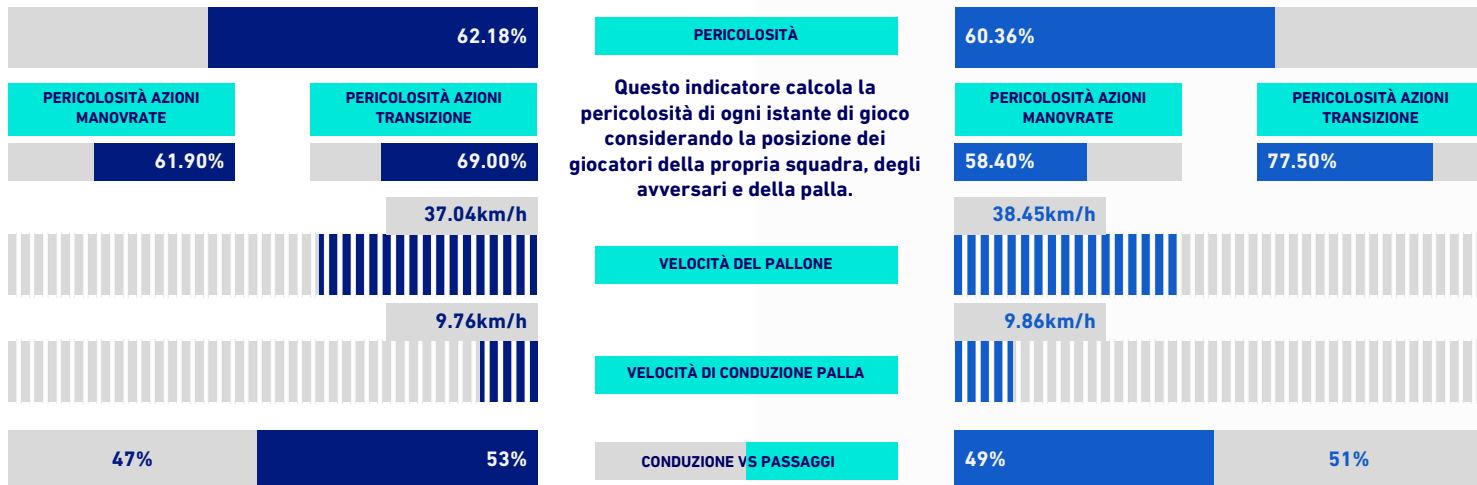 62.18%
PERICOLOSITÀ
60.36%
PERICOLOSITÀ AZIONI
MANOVRATE
PERICOLOSITÀ AZIONI
TRANSIZIONE
61.90%
69.00%
Questo indicatore calcola la
pericolosità di ogni istante di gioco
considerando la posizione dei
giocatori della propria squadra, degli
avversari e della palla.
PERICOLOSITÀ AZIONI
MANOVRATE
PERICOLOSITÀ AZIONI
TRANSIZIONE
58.40%
77.50%
37.04km/h
VELOCITÀ DEL PALLONE
38.45km/h
9.76km/h
VELOCITÀ DI CONDUZIONE PALLA
9.86km/h
47%
53%
CONDUZIONE VS PASSAGGI
49%
51%